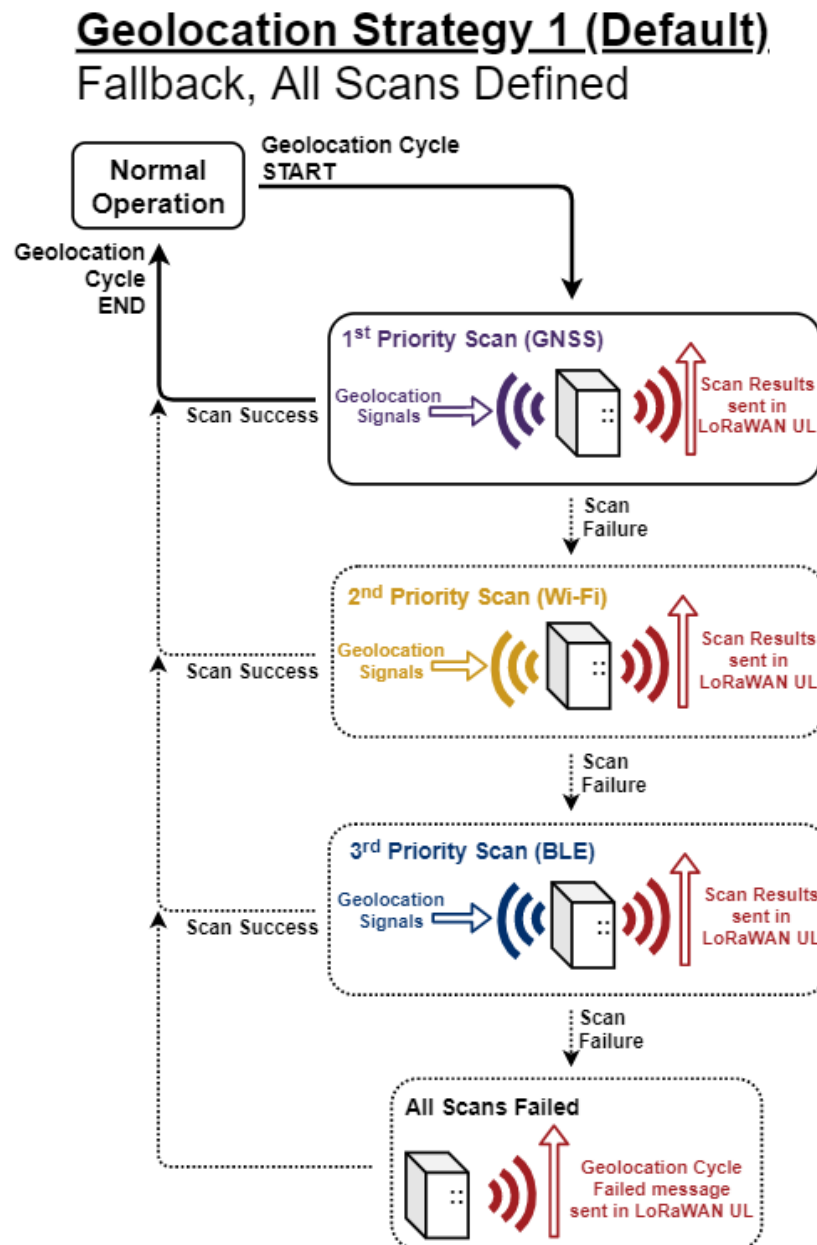 Geolocation Strategy 1 (Default)
Fallback, All Scans Defined
Normal
Operation
Geolocation Cycle
START
Geolocation
Cycle
END
1st Priority Scan (GNSS)
Geolocation
Signals
Scan Results
sent in
LoRaWAN UL
Scan Success
Scan
Failure
2nd Priority Scan (Wi-Fi)
Geolocation
Signals
Scan Results
sent in
LoRaWAN UL
Scan Success
Scan
Failure
3rd Priority Scan (BLE)
Geolocation
Signals
Scan Results
sent in
LoRaWAN UL
Scan Success
Scan
Failure
All Scans Failed
Geolocation Cycle
Failed message
sent in LoRaWAN UL